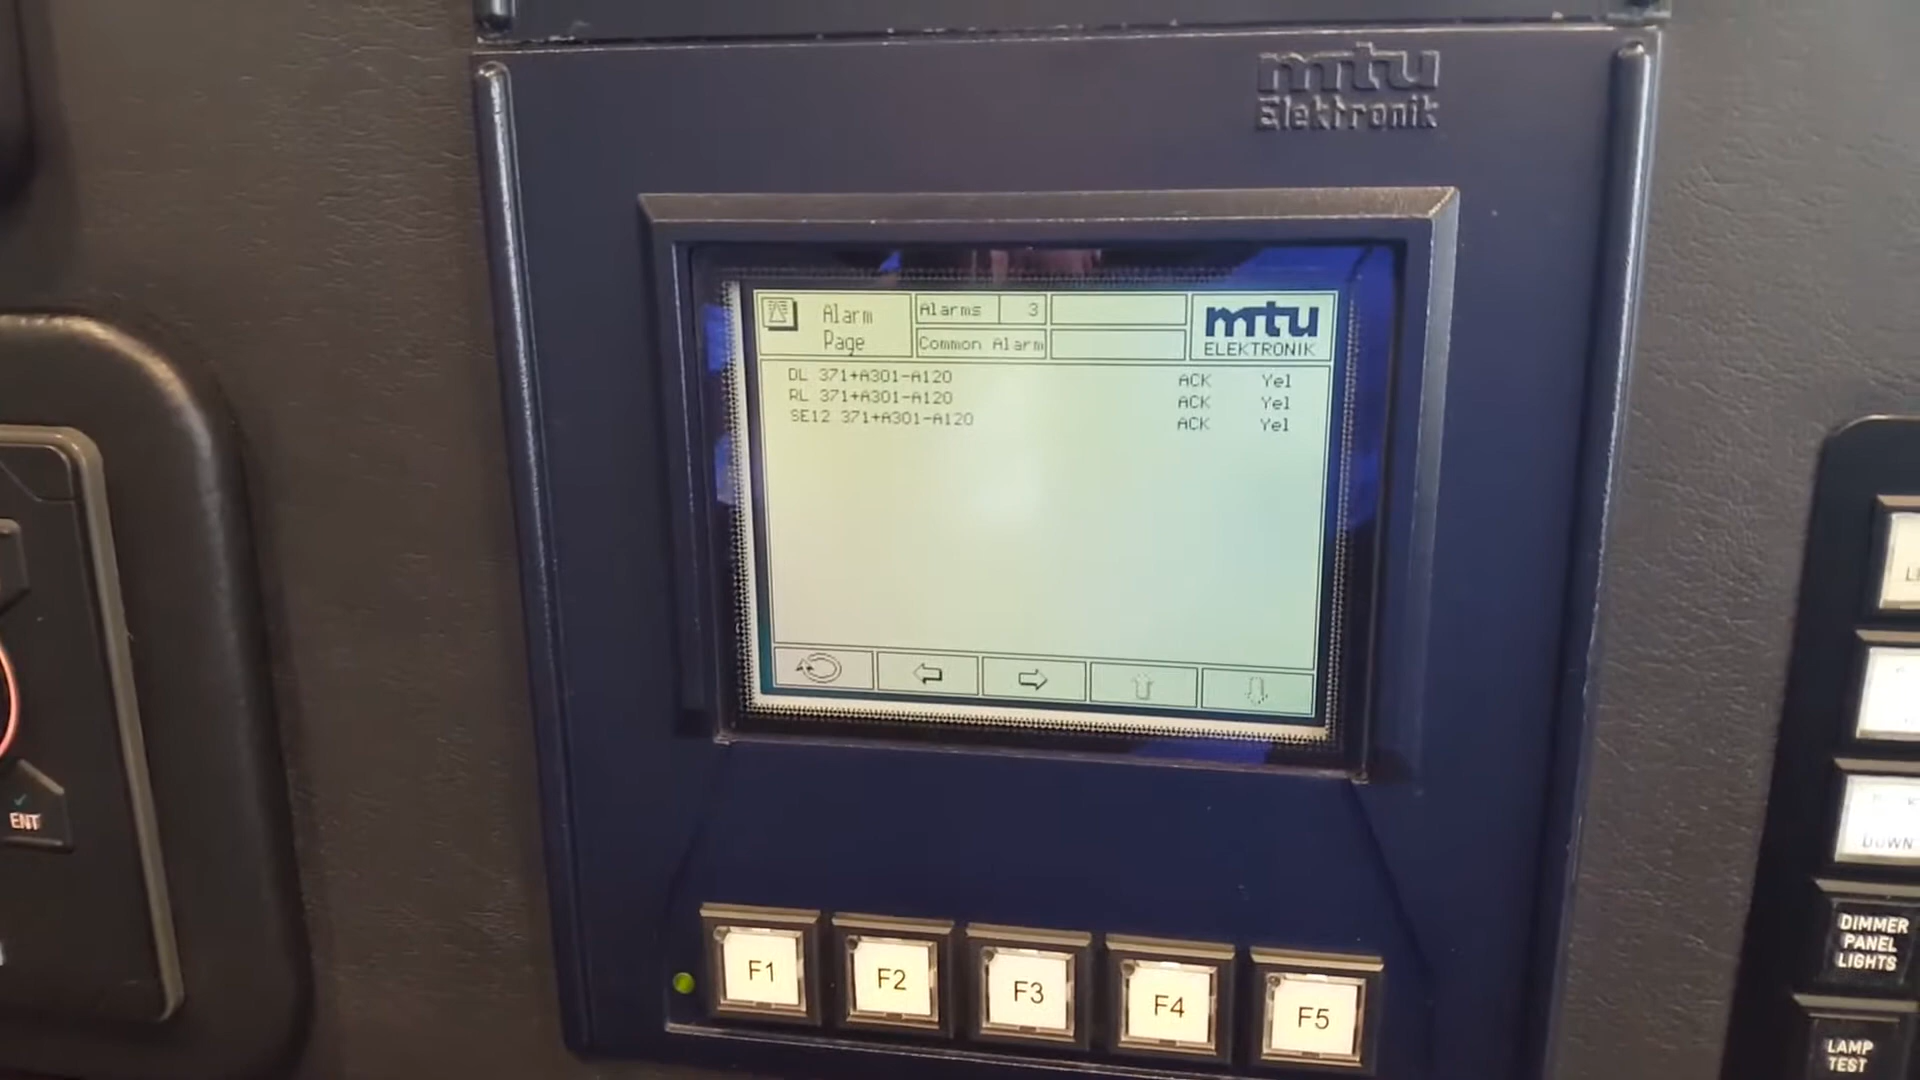 mtu
Elektronik
Alarm
Page
Alarms 3
Common Alarm
mtu
ELEKTRONIK
DL 371+A301-A120 ACK Yel
RL 371+A301-A120 ACK Yel
SE12 371+A301-A120 ACK Yel
ENT
F1
F2
F3
F4
F5
DOWN
DIMMER
PANEL
LIGHTS
LAMP
TEST